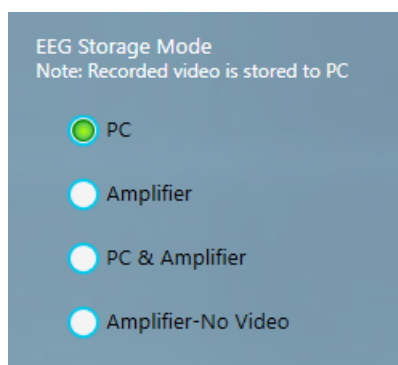 EEG Storage Mode
Note: Recorded video is stored to PC
PC
Amplifier
PC & Amplifier
Amplifier-No Video